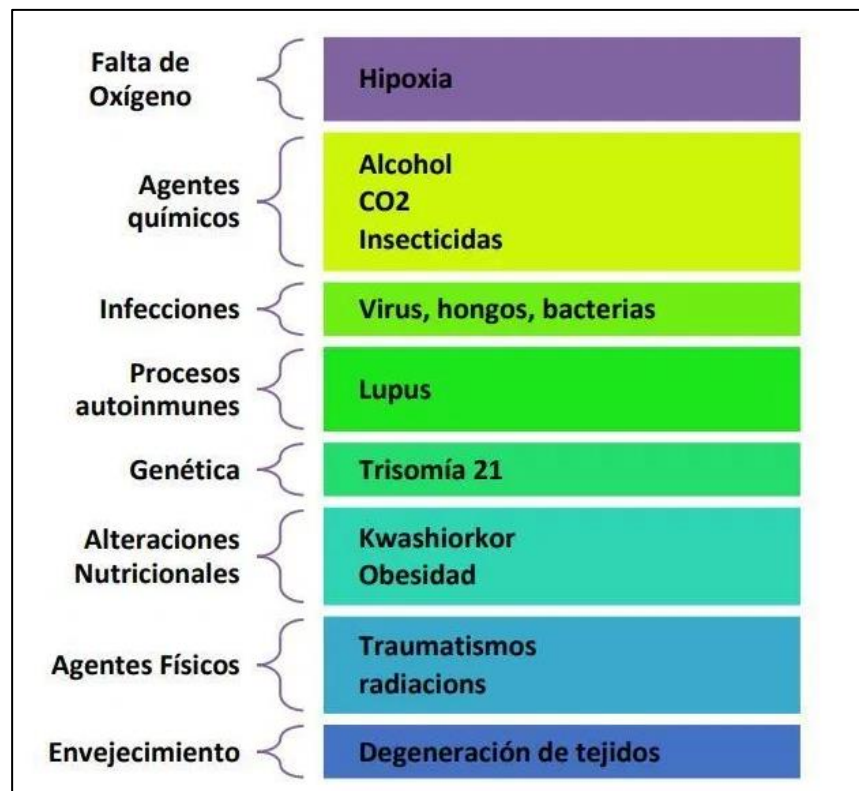 Falta de
Oxígeno
Hipoxia
Agentes
químicos
Alcohol
CO2
Insecticidas
Infecciones
Virus, hongos, bacterias
Procesos
autoinmunes
Lupus
Genética
Trisomía 21
Alteraciones
Nutricionales
Kwashiorkor
Obesidad
Agentes Físicos
Traumatismos
radiacions
Envejecimiento
Degeneración de tejidos